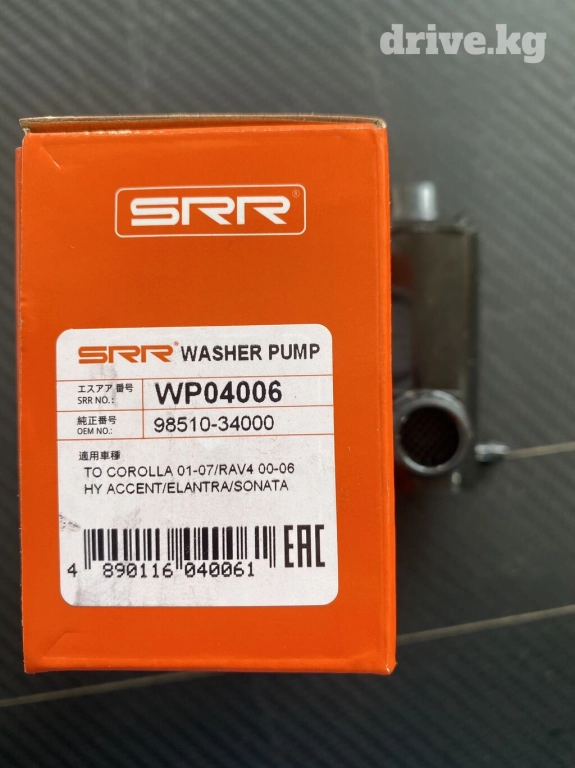 drive.kg
SRR®
SRR® WASHER PUMP
エスアア 番号
SRR NO.:
WP04006
純正番号
OEM NO.:
98510-34000
適用車種
TO COROLLA 01-07/RAV4 00-06
HY ACCENT/ELANTRA/SONATA
4 890116 040061
EAC